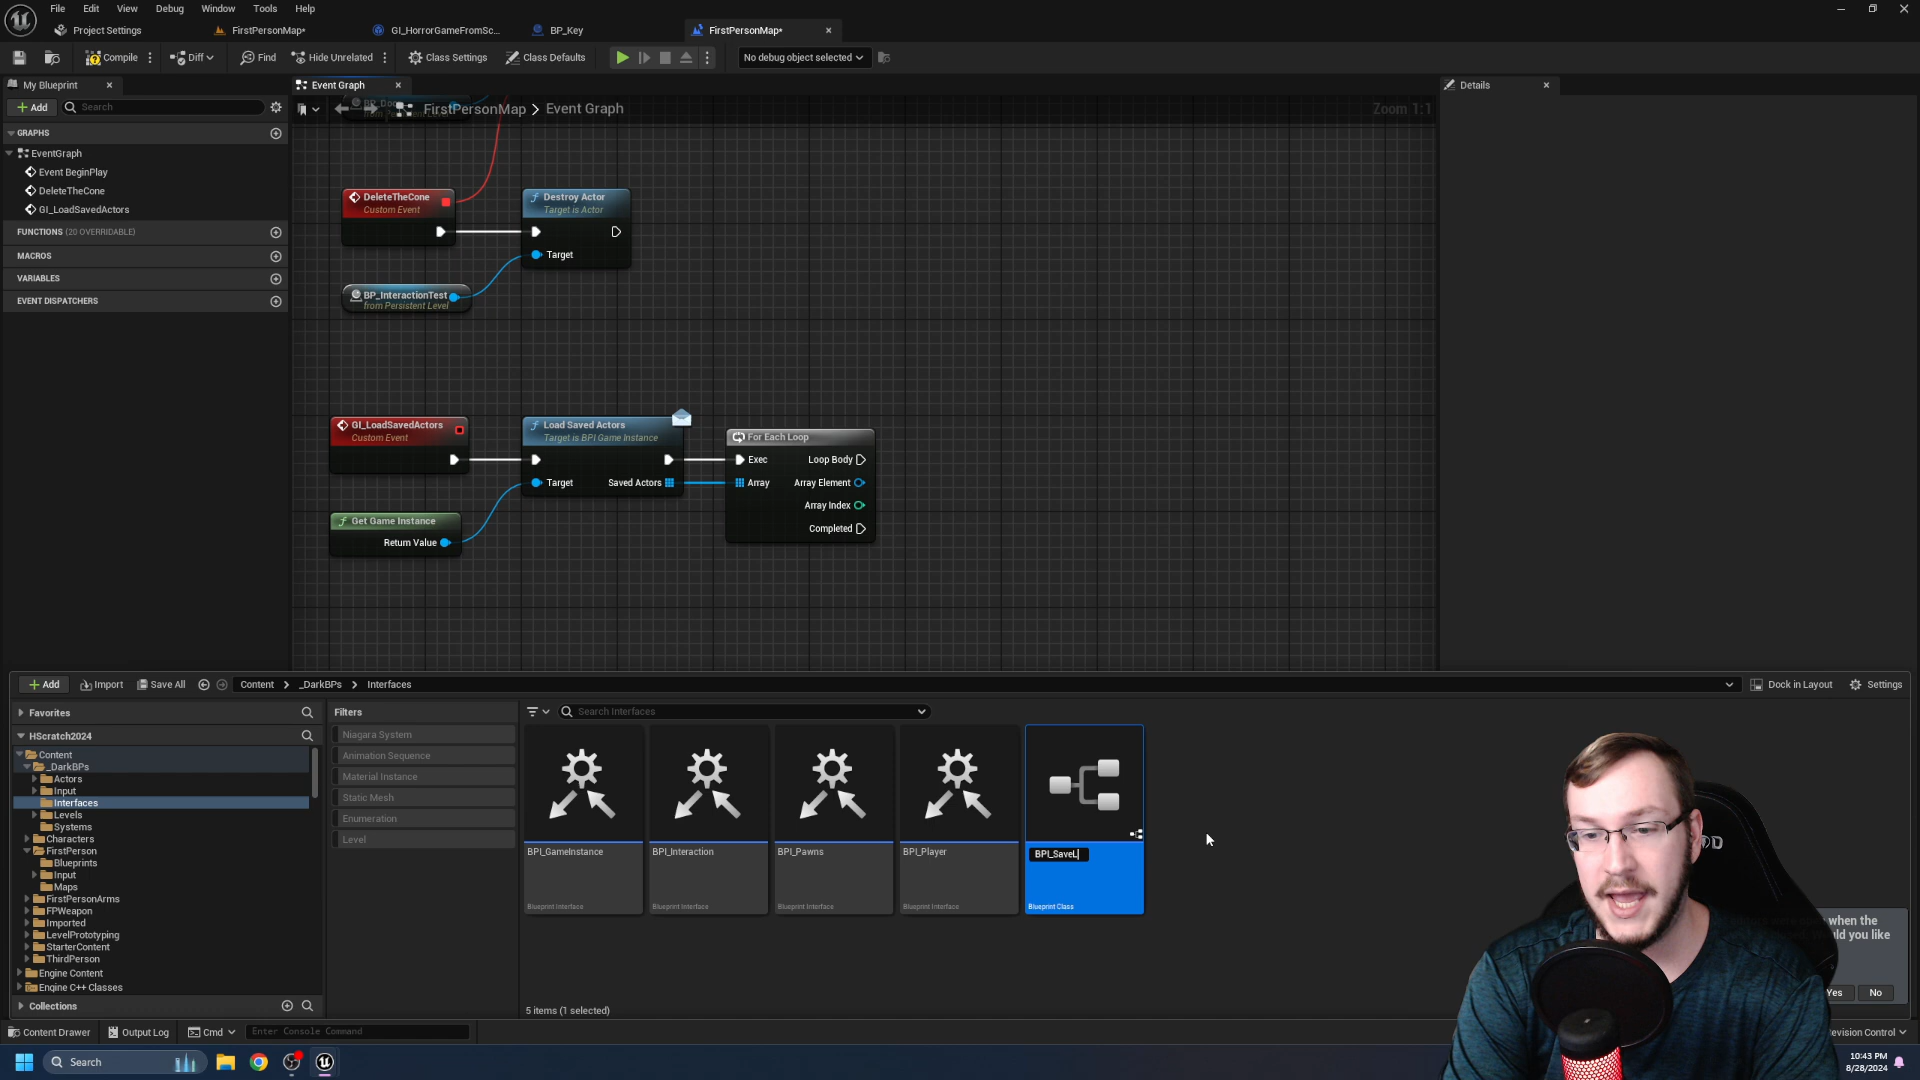 File Edit View Debug Window Tools Help
Project Settings
FirstPersonMap*
GI_HorrorGameFromSc...
BP_Key
FirstPersonMap*
Compile
Diff
Find
Hide Unrelated
Class Settings
Class Defaults
No debug object selected
My Blueprint
Event Graph
Details
Add
Search
FirstPersonMap > Event Graph
Zoom 1:1
GRAPHS
EventGraph
Event BeginPlay
DeleteTheCone
GI_LoadSavedActors
FUNCTIONS (20 OVERRIDABLE)
MACROS
VARIABLES
EVENT DISPATCHERS
from Persistent Level
DeleteTheCone
Custom Event
Destroy Actor
Target is Actor
Target
BP_InteractionTest
from Persistent Level
GI_LoadSavedActors
Custom Event
Load Saved Actors
Target is BPI Game Instance
Target
Saved Actors
For Each Loop
Exec
Loop Body
Array
Array Element
Array Index
Completed
Get Game Instance
Return Value
Add
Import
Save All
Content > _DarkBPs > Interfaces
Dock in Layout
Settings
Favorites
HScratch2024
Content
_DarkBPs
Actors
Input
Interfaces
Levels
Systems
Characters
FirstPerson
Blueprints
Input
Maps
FirstPersonArms
FPWeapon
Imported
LevelPrototyping
StarterContent
ThirdPerson
Engine Content
Engine C++ Classes
Collections
Filters
Niagara System
Animation Sequence
Material Instance
Static Mesh
Enumeration
Level
Search Interfaces
BPI_GameInstance
Blueprint Interface
BPI_Interaction
Blueprint Interface
BPI_Pawns
Blueprint Interface
BPI_Player
Blueprint Interface
BPI_SaveL
Blueprint Class
5 items (1 selected)
when the
you like
Yes
No
Content Drawer
Output Log
Cmd
Enter Console Command
Control
Search
10:43 PM
8/28/2024